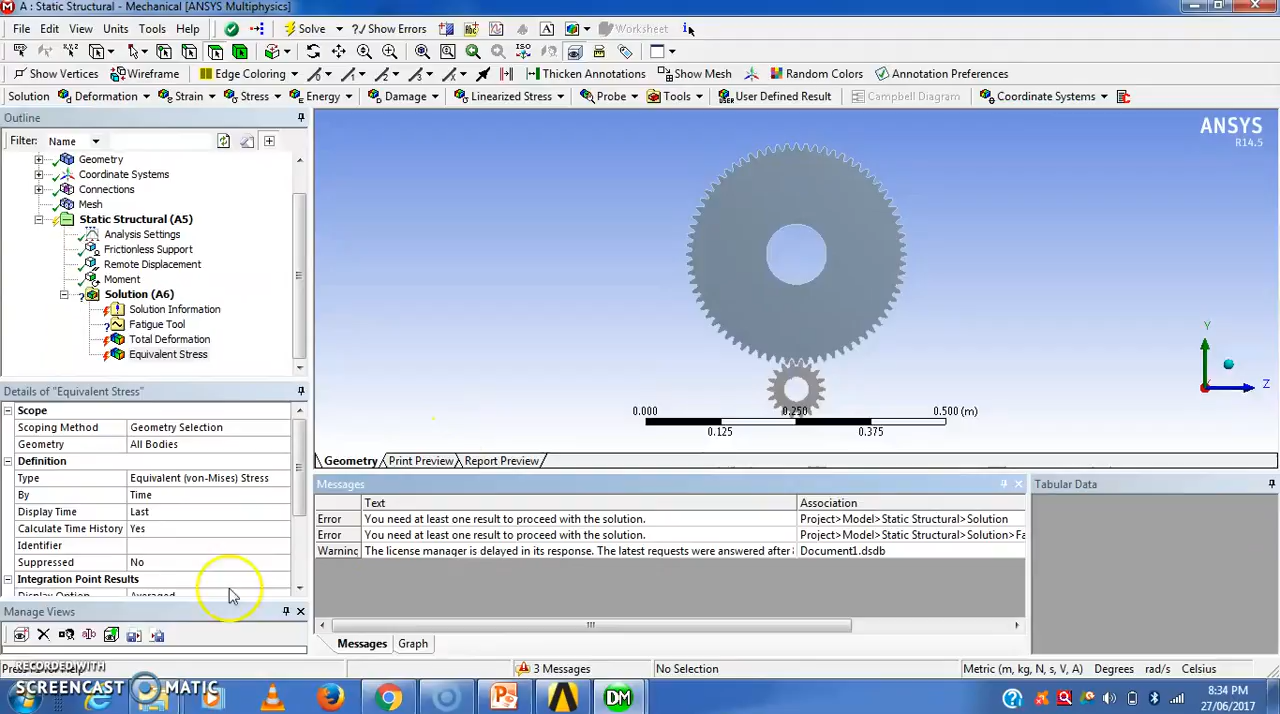 A : Static Structural - Mechanical [ANSYS Multiphysics]
File Edit View Units Tools Help Solve ?/ Show Errors A Worksheet i
Show Vertices Wireframe Edge Coloring Thicken Annotations Show Mesh Random Colors Annotation Preferences
Solution Deformation Strain Stress Energy Damage Linearized Stress Probe Tools USER DEFINED RESULT User Defined Result Campbell Diagram Coordinate Systems
Outline
Filter: Name
Geometry
Coordinate Systems
Connections
Mesh
Static Structural (A5)
Analysis Settings
Frictionless Support
Remote Displacement
Moment
Solution (A6)
Solution Information
Fatigue Tool
Total Deformation
Equivalent Stress
Details of "Equivalent Stress"
Scope
Scoping Method Geometry Selection
Geometry All Bodies
Definition
Type Equivalent (von-Mises) Stress
By Time
Display Time Last
Calculate Time History Yes
Identifier
Suppressed No
Integration Point Results
Display Option Averaged
Manage Views
ANSYS
R14.5
Y
Z
0.000 0.250 0.500 (m)
0.125 0.375
Geometry Print Preview Report Preview
Messages
Text Association
Error You need at least one result to proceed with the solution. Project>Model>Static Structural>Solution
Error You need at least one result to proceed with the solution. Project>Model>Static Structural>Solution>Fa
Warning The license manager is delayed in its response. The latest requests were answered after Document1.dsdb
Messages Graph
Tabular Data
3 Messages No Selection Metric (m, kg, N, s, V, A) Degrees rad/s Celsius
RECORDED WITH
SCREENCAST MATIC
DM
8:34 PM
27/06/2017